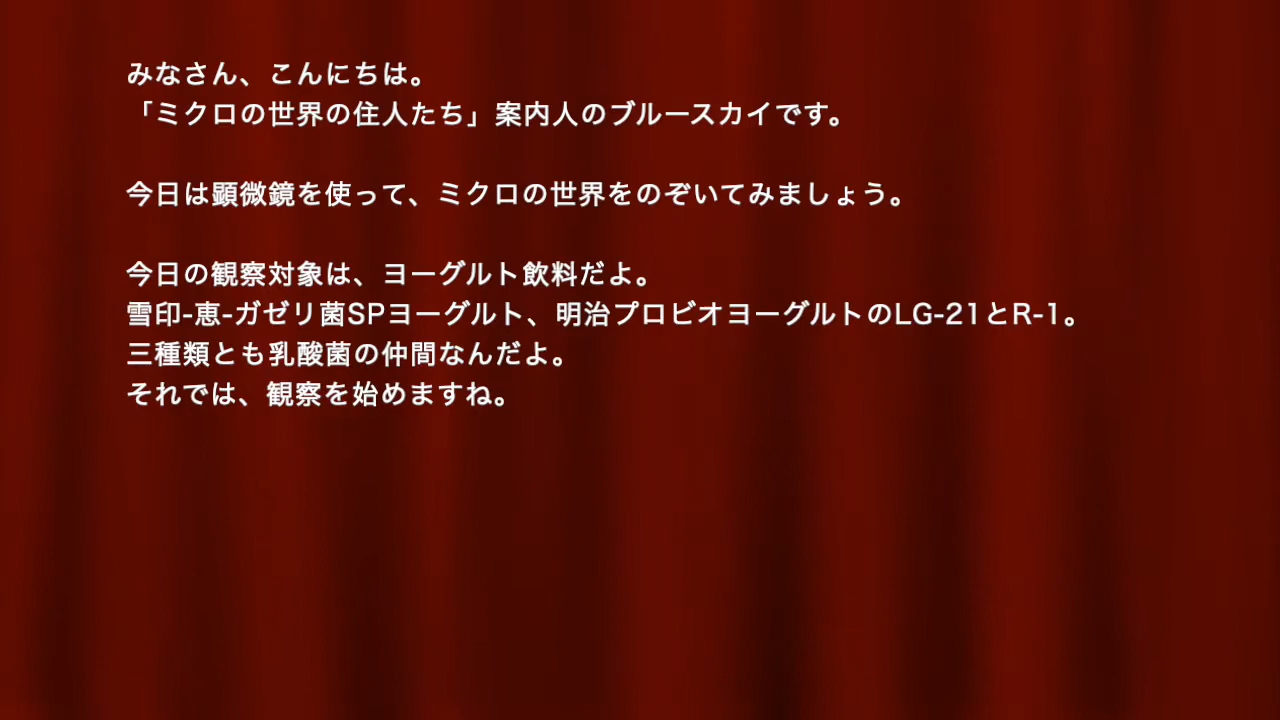 みなさん、こんにちは。
「ミクロの世界の住人たち」案内人のブルースカイです。
今日は顕微鏡を使って、ミクロの世界をのぞいてみましょう。
今日の観察対象は、ヨーグルト飲料だよ。
雪印-恵-ガゼリ菌SPヨーグルト、明治プロビオヨーグルトのLG-21とR-1。
三種類とも乳酸菌の仲間なんだよ。
それでは、観察を始めますね。